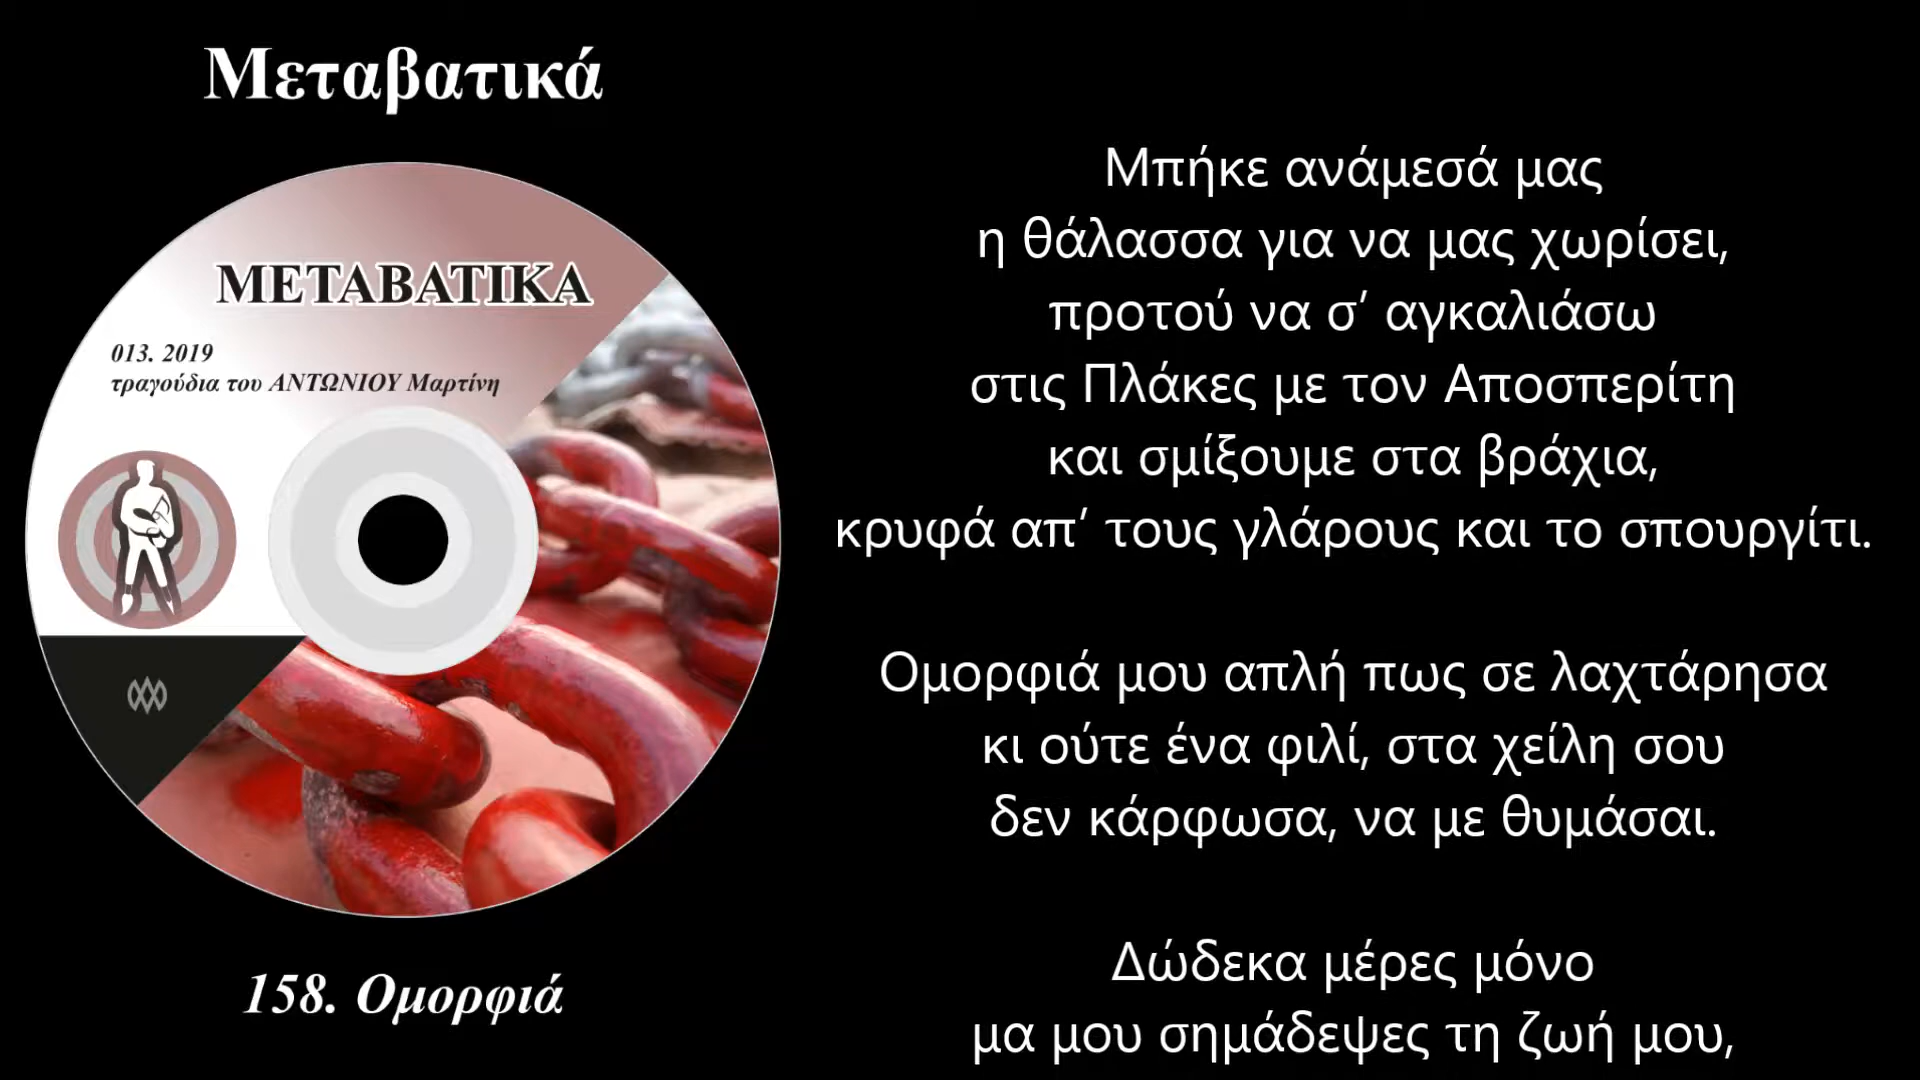 Μεταβατικά
ΜΕΤΑΒΑΤΙΚΑ
013. 2019
τραγούδια του ΑΝΤΩΝΙΟΥ Μαρτίνη
158. Ομορφιά
Μπήκε ανάμεσά μας
η θάλασσα για να μας χωρίσει,
προτού να σ’ αγκαλιάσω
στις Πλάκες με τον Αποσπερίτη
και σμίξουμε στα βράχια,
κρυφά απ’ τους γλάρους και το σπουργίτι.
Ομορφιά μου απλή πως σε λαχτάρησα
κι ούτε ένα φιλί, στα χείλη σου
δεν κάρφωσα, να με θυμάσαι.
Δώδεκα μέρες μόνο
μα μου σημάδεψες τη ζωή μου,